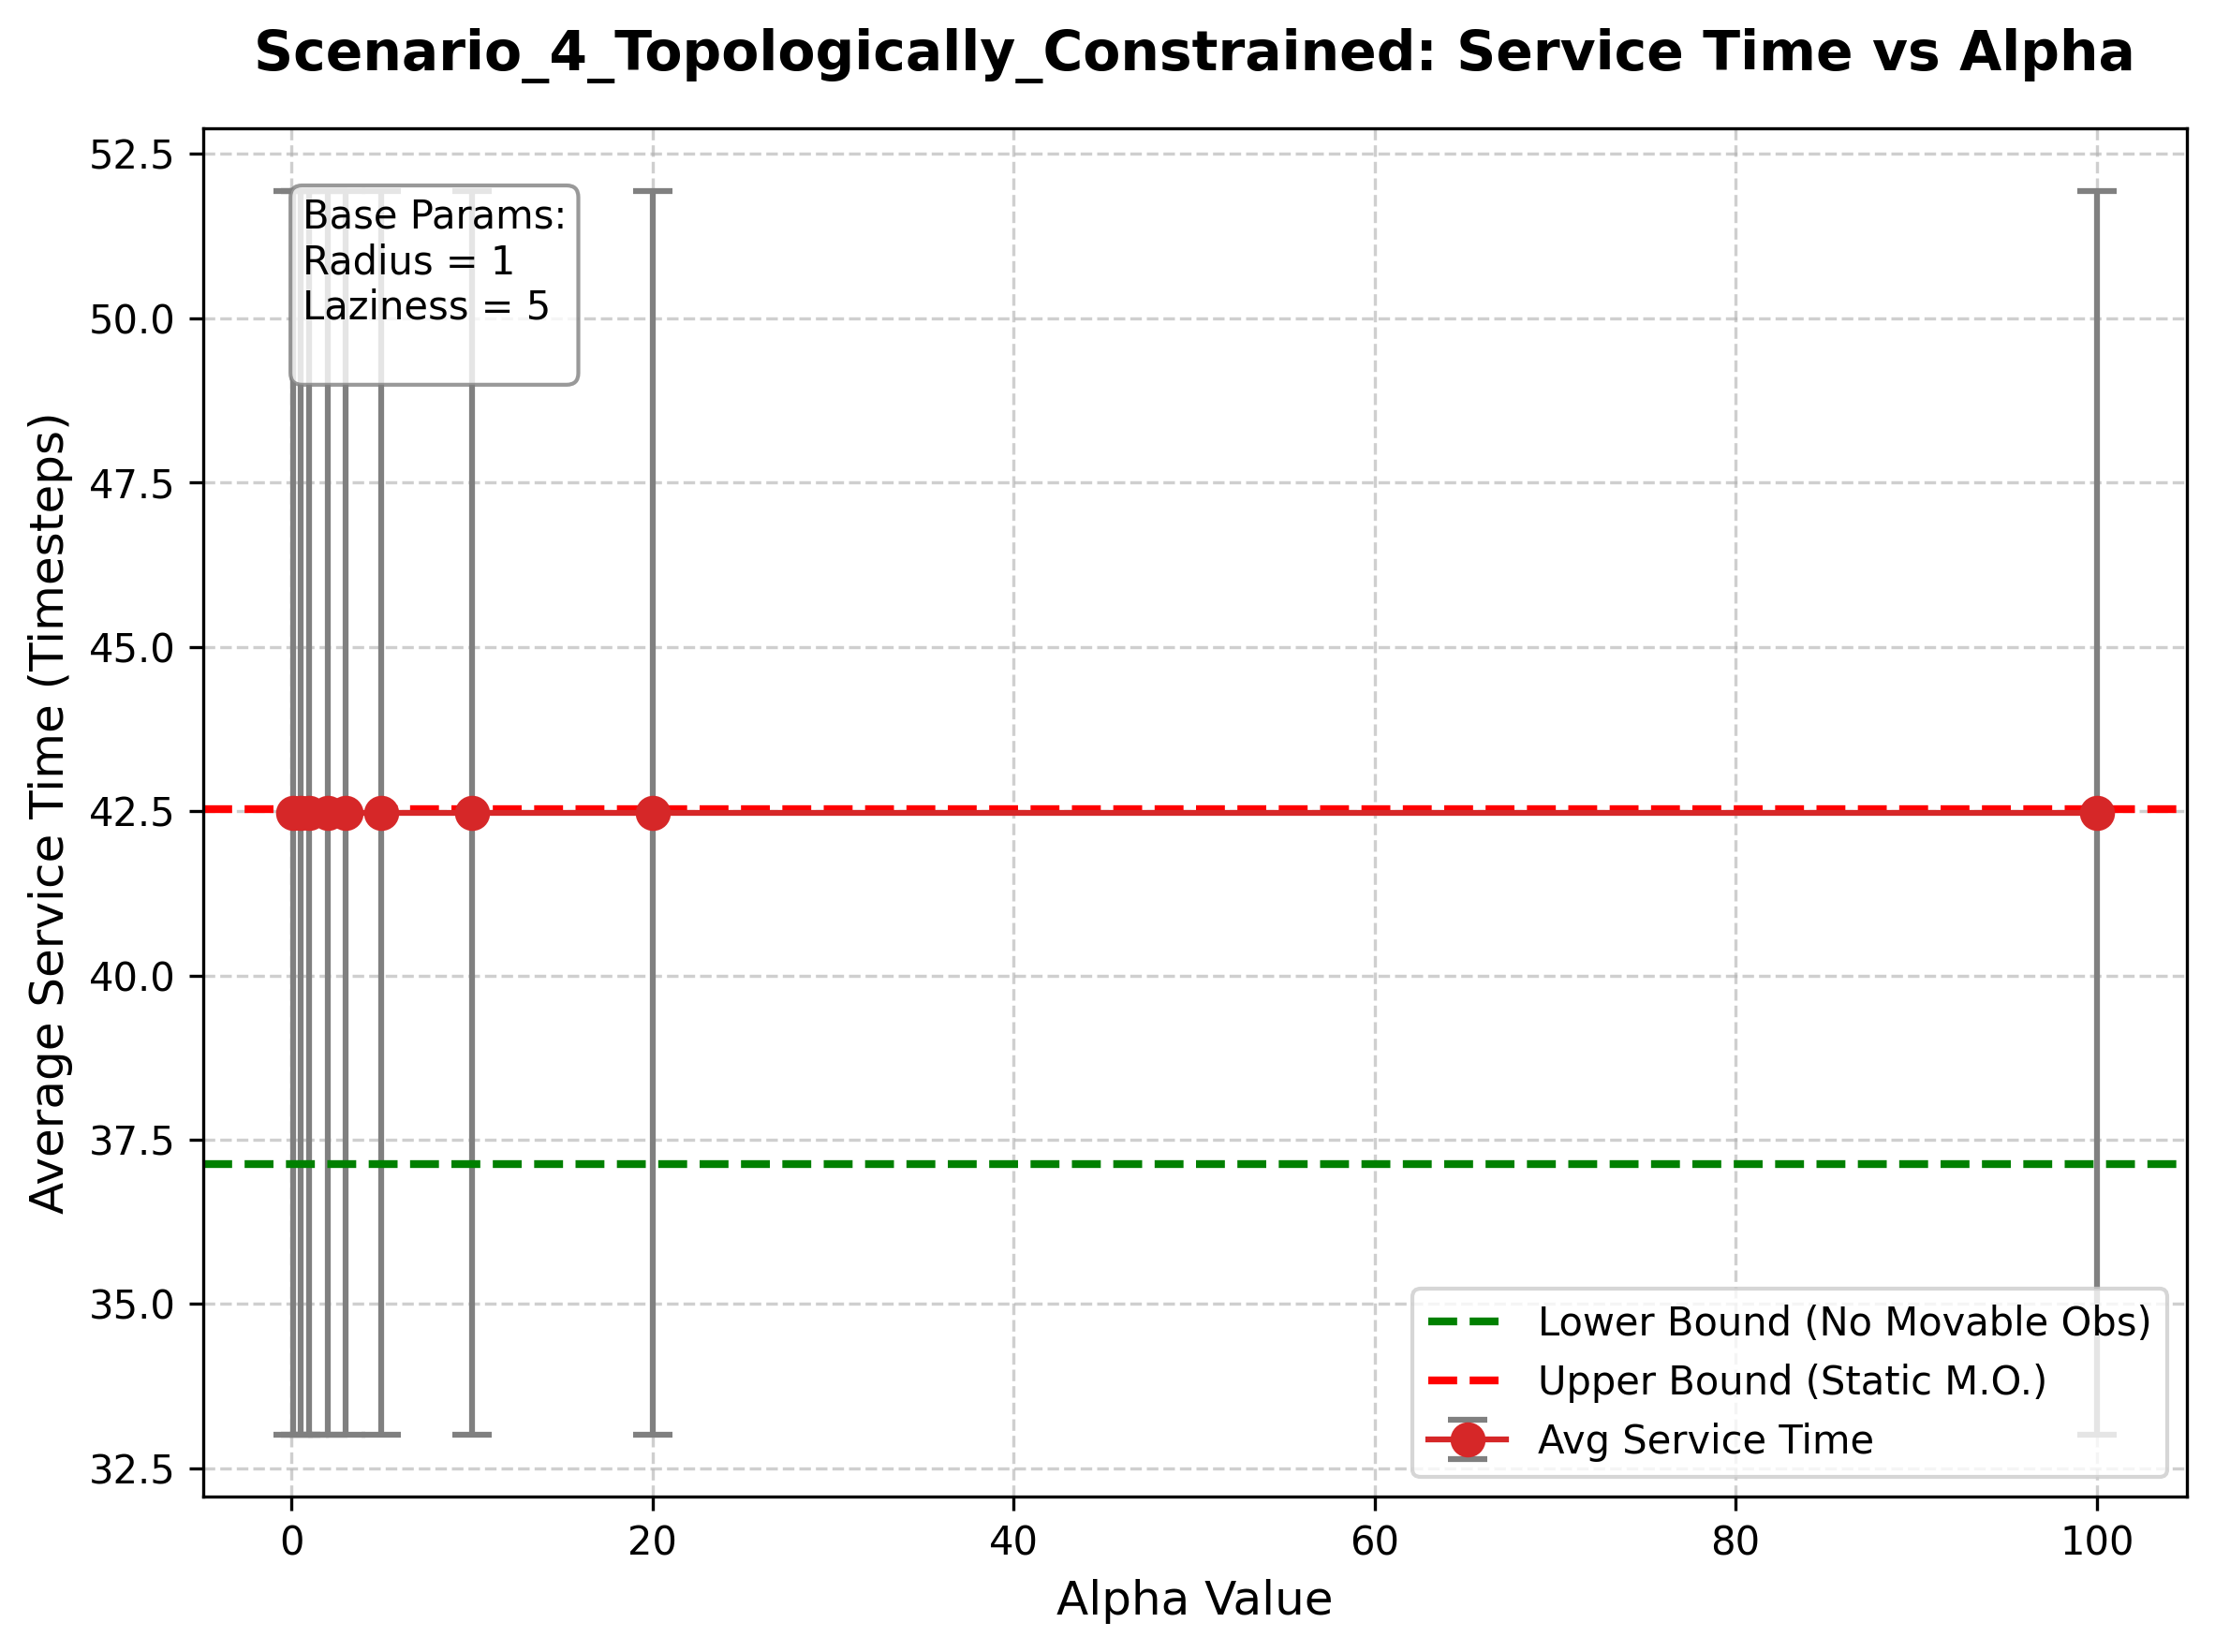 Scenario_4_Topologically_Constrained: Service Time vs Alpha
52.5
50.0
47.5
45.0
42.5
40.0
37.5
35.0
32.5
Average Service Time (Timesteps)
Base Params:
Radius = 1
Laziness = 5
Lower Bound (No Movable Obs)
Upper Bound (Static M.O.)
Avg Service Time
0 20 40 60 80 100
Alpha Value